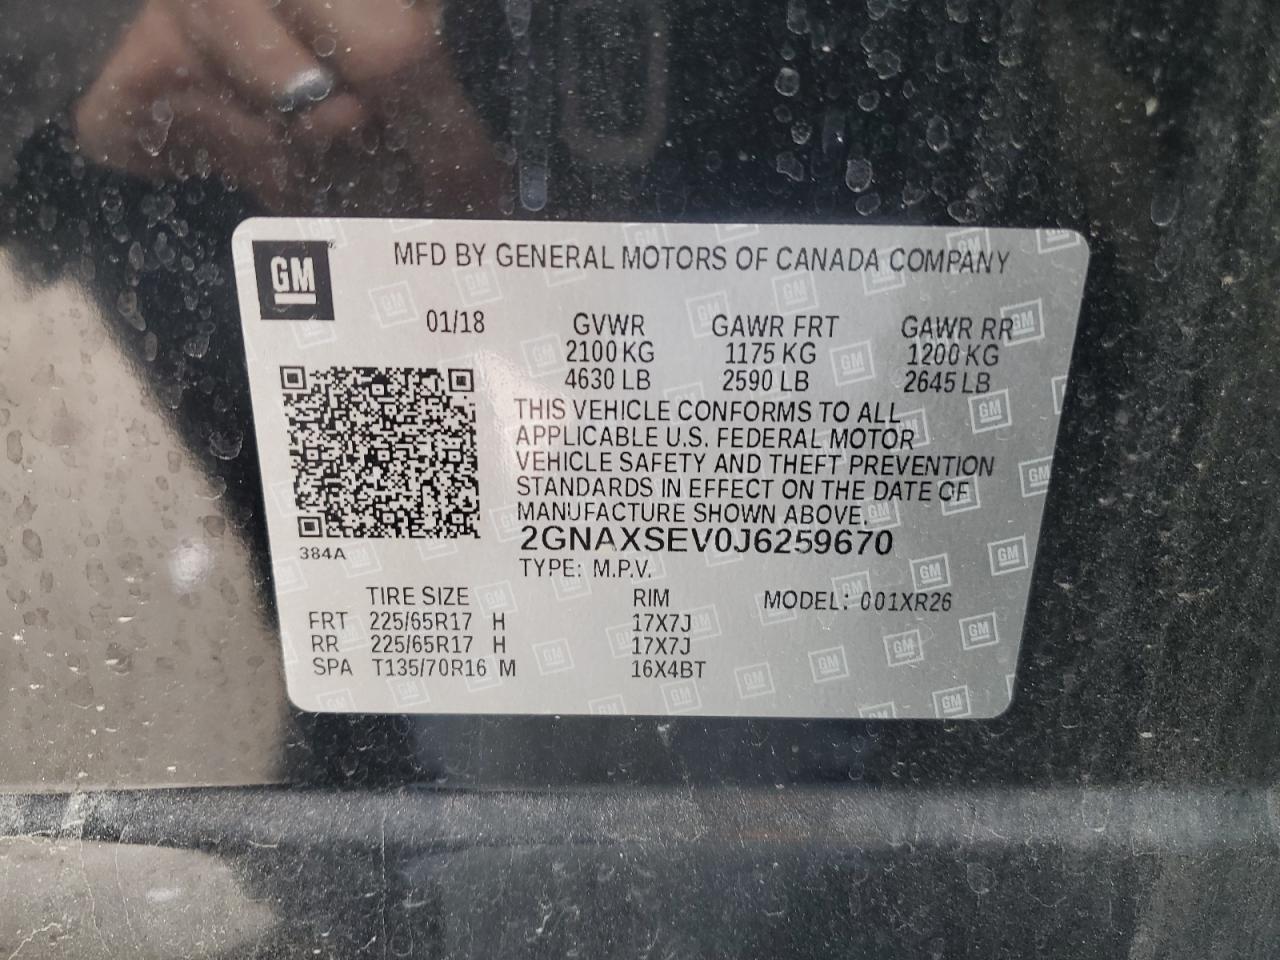 GM
MFD BY GENERAL MOTORS OF CANADA COMPANY
01/18 GVWR GAWR FRT GAWR RR
2100 KG 1175 KG 1200 KG
4630 LB 2590 LB 2645 LB
THIS VEHICLE CONFORMS TO ALL
APPLICABLE U.S. FEDERAL MOTOR
VEHICLE SAFETY AND THEFT PREVENTION
STANDARDS IN EFFECT ON THE DATE OF
MANUFACTURE SHOWN ABOVE.
2GNAXSEV0J6259670
384A
TYPE: M.P.V.
TIRE SIZE RIM MODEL: 001XR26
FRT 225/65R17 H 17X7J
RR 225/65R17 H 17X7J
SPA T135/70R16 M 16X4BT